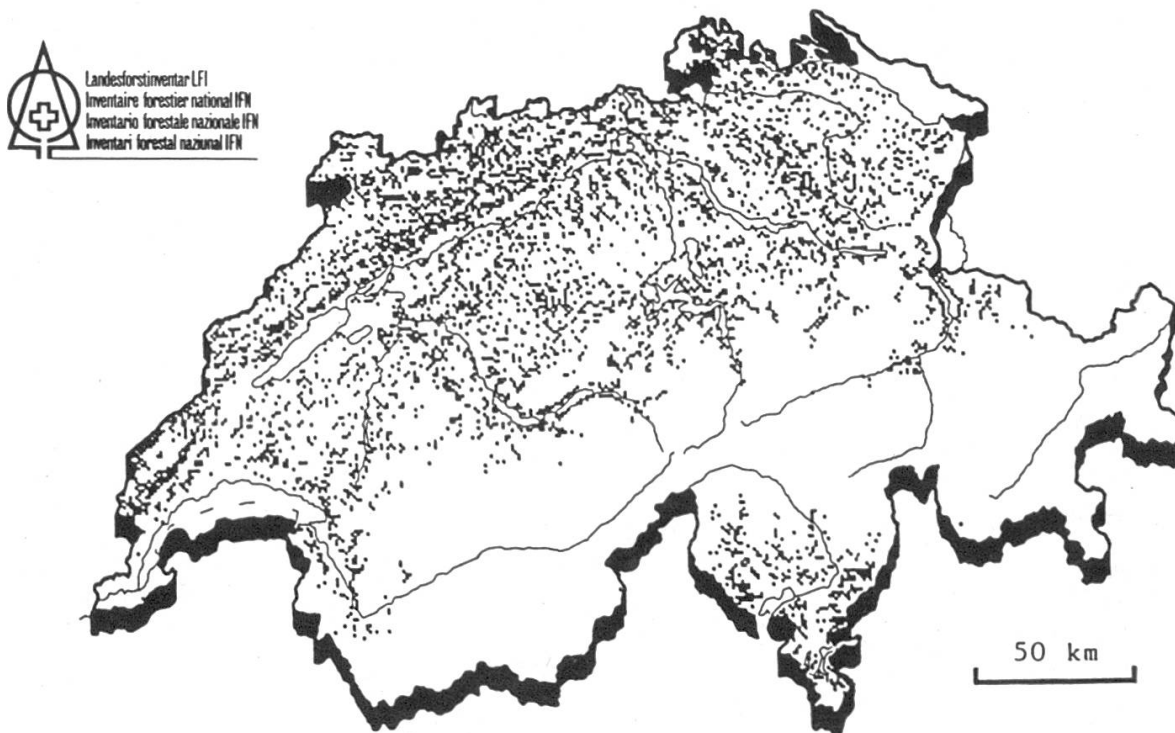 Landesforstinventar LFI
Inventaire forestier national IFN
Inventario forestale nazionale IFN
Inventari forestal naziunal IFN
50 km